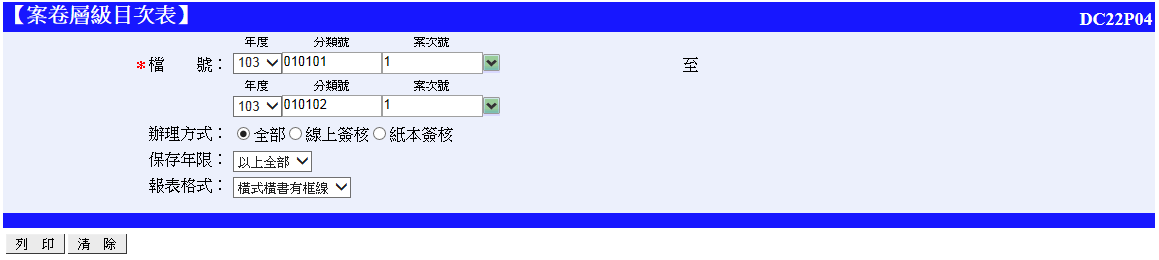 【案卷層級目次表】
DC22P04
年度 分類號 案次號
*檔 號： 103 010101 1 至
年度 分類號 案次號
103 010102 1
辦理方式： 全部 線上簽核 紙本簽核
保存年限： 以上全部
報表格式： 橫式橫書有框線
列 印 清 除